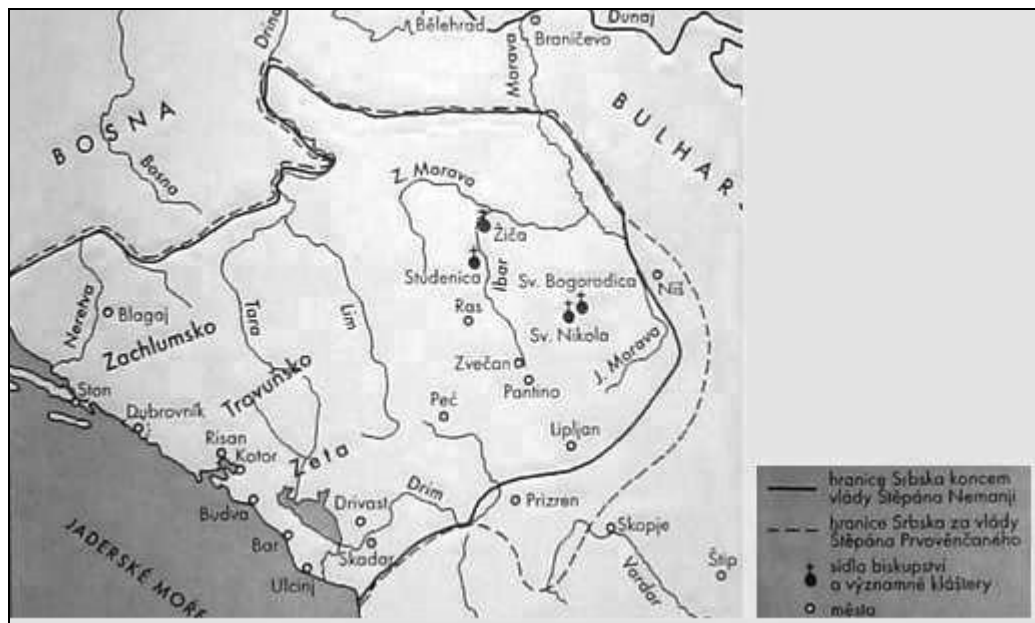 Drina
Bělehrad
Braničevo
Dunaj
Morava
BOSNA
Bosna
BULHAR
Z. Morava
Žiča
Studenica
Ibar
Sv. Bogorodica
Niš
Ras
Sv. Nikola
Neretva
Blagaj
Zachlumsko
Tara
Lim
Zvečan
J. Morava
Pantino
Travunsko
Ston
Dubrovník
Peć
Risan
Kotor
Lipljan
Zeta
Drim
Prizren
Drivast
Budva
Skopje
Bar
Skadar
Štip
Ulcinj
Vardar
JADERSKÉ MOŘE
hranice Srbska koncem
vlády Štěpána Nemanji
hranice Srbska za vlády
Štěpána Prvověnčaného
sídla biskupství
a významné kláštery
města